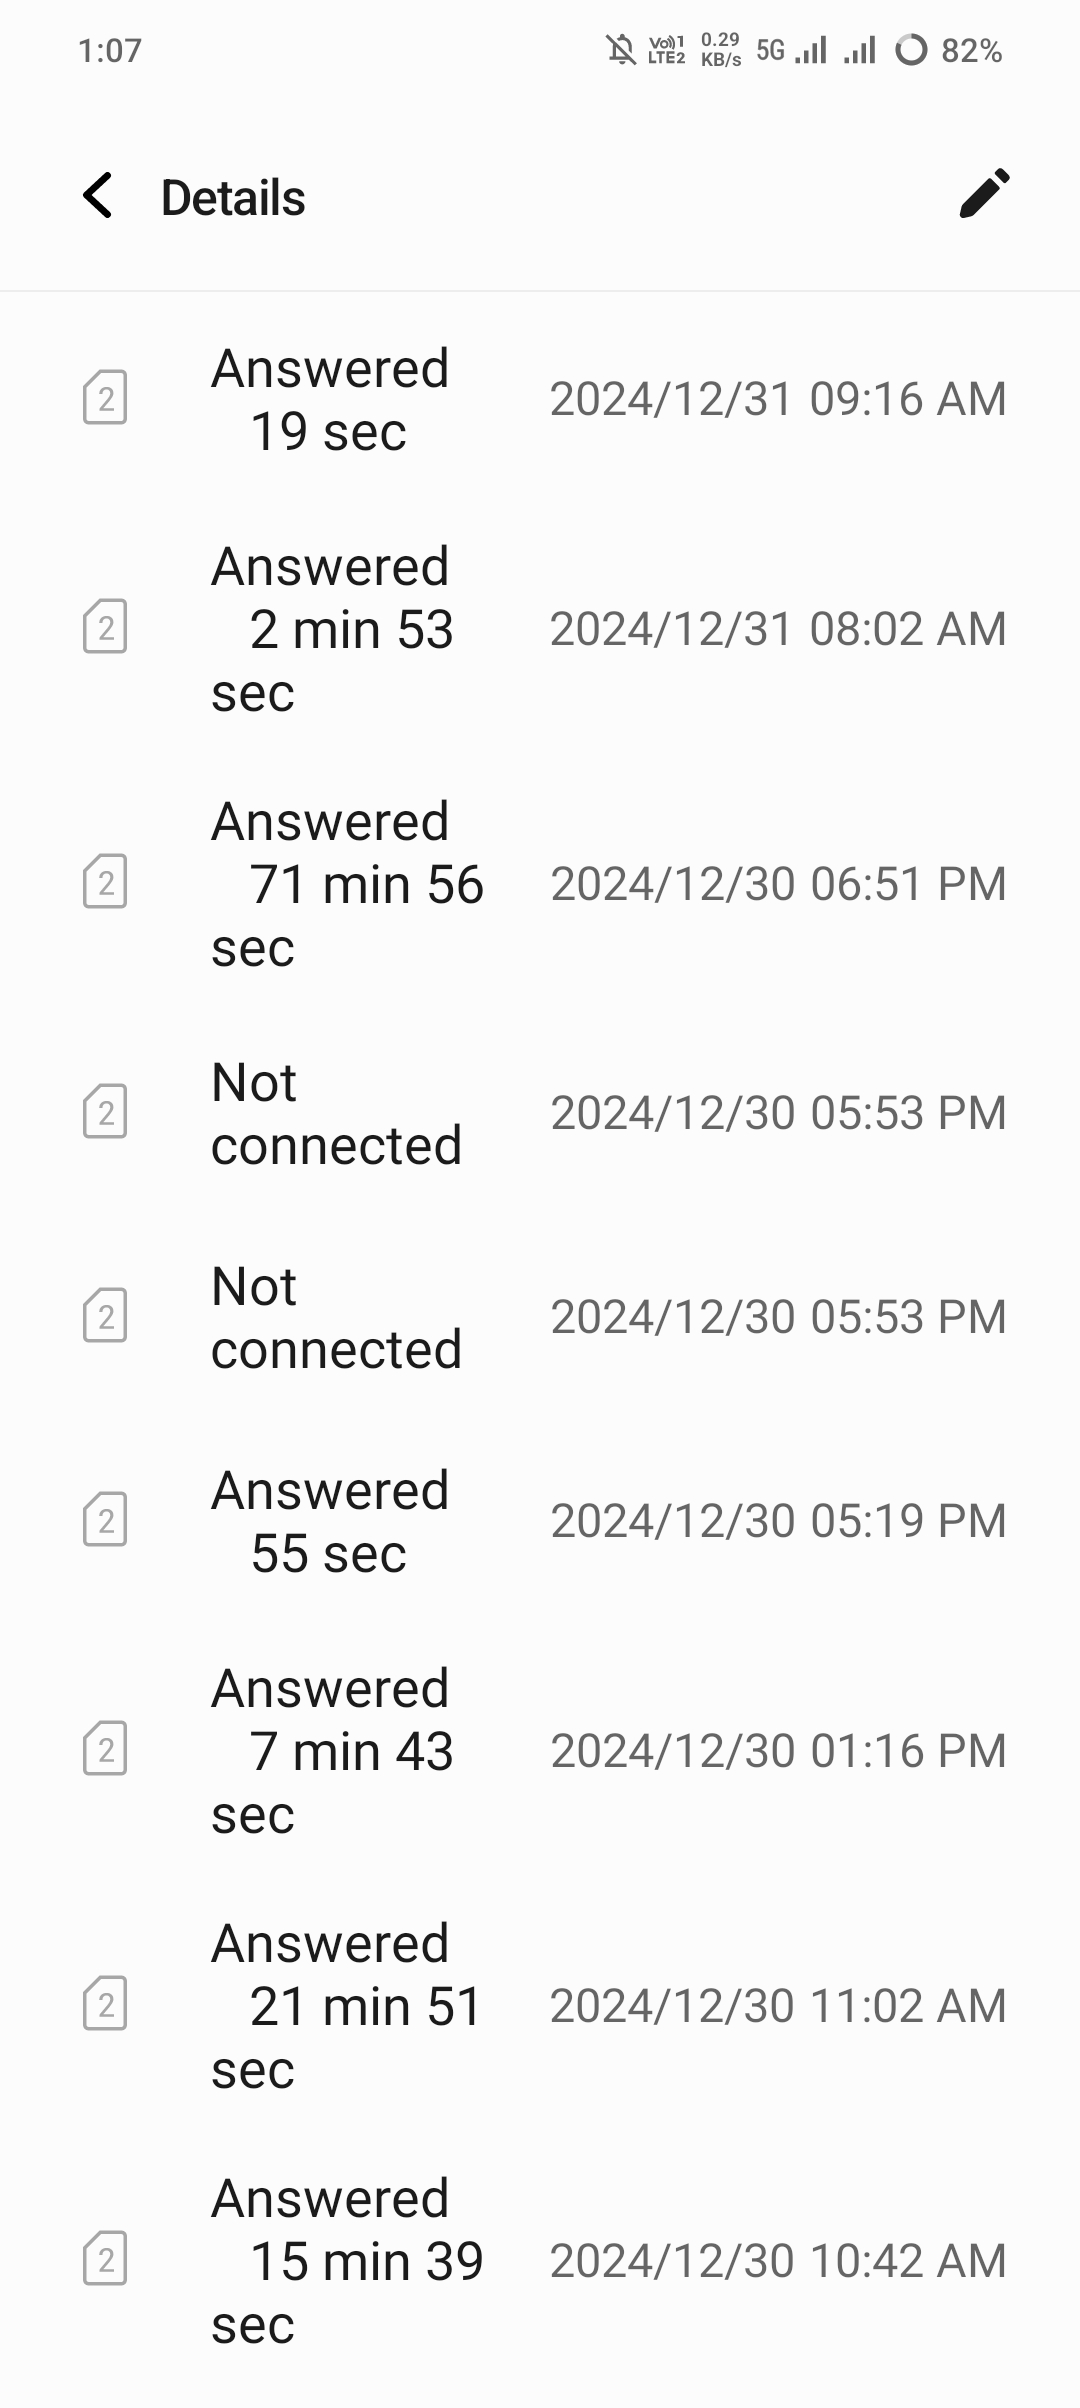 1:07
Vo)) 1
LTE2
0.29
KB/s
5G
82%
Details
Answered
2
19 sec
2024/12/31 09:16 AM
Answered
2
2 min 53
sec
2024/12/31 08:02 AM
Answered
2
71 min 56
sec
2024/12/30 06:51 PM
Not
connected
2
2024/12/30 05:53 PM
Not
connected
2
2024/12/30 05:53 PM
Answered
2
55 sec
2024/12/30 05:19 PM
Answered
2
7 min 43
sec
2024/12/30 01:16 PM
Answered
2
21 min 51
sec
2024/12/30 11:02 AM
Answered
2
15 min 39
sec
2024/12/30 10:42 AM